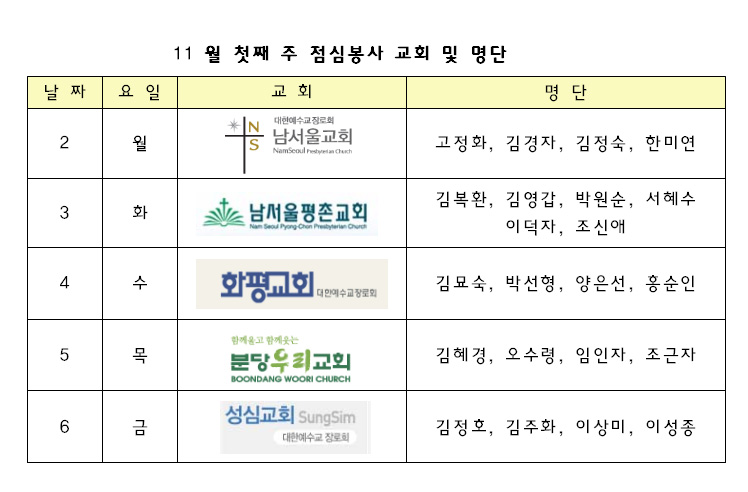 11 월 첫째 주 점심봉사 교회 및 명단
날 짜 요 일 교 회 명 단
2 월
N
S
대한예수교장로회
남서울교회
NamSeoul Presbyterian Church
고정화, 김경자, 김정숙, 한미연
3 화
남서울평촌교회
Nam Seoul Pyong-Chon Presbyterian Church
김복환, 김영갑, 박원순, 서혜수
이덕자, 조신애
4 수
화평교회 대한예수교장로회
김묘숙, 박선형, 양은선, 홍순인
5 목
함께울고 함께웃는
분당우리교회
BOONDANG WOORI CHURCH
김혜경, 오수령, 임인자, 조근자
6 금
성심교회 SungSim
대한예수교 장로회
김정호, 김주화, 이상미, 이성종